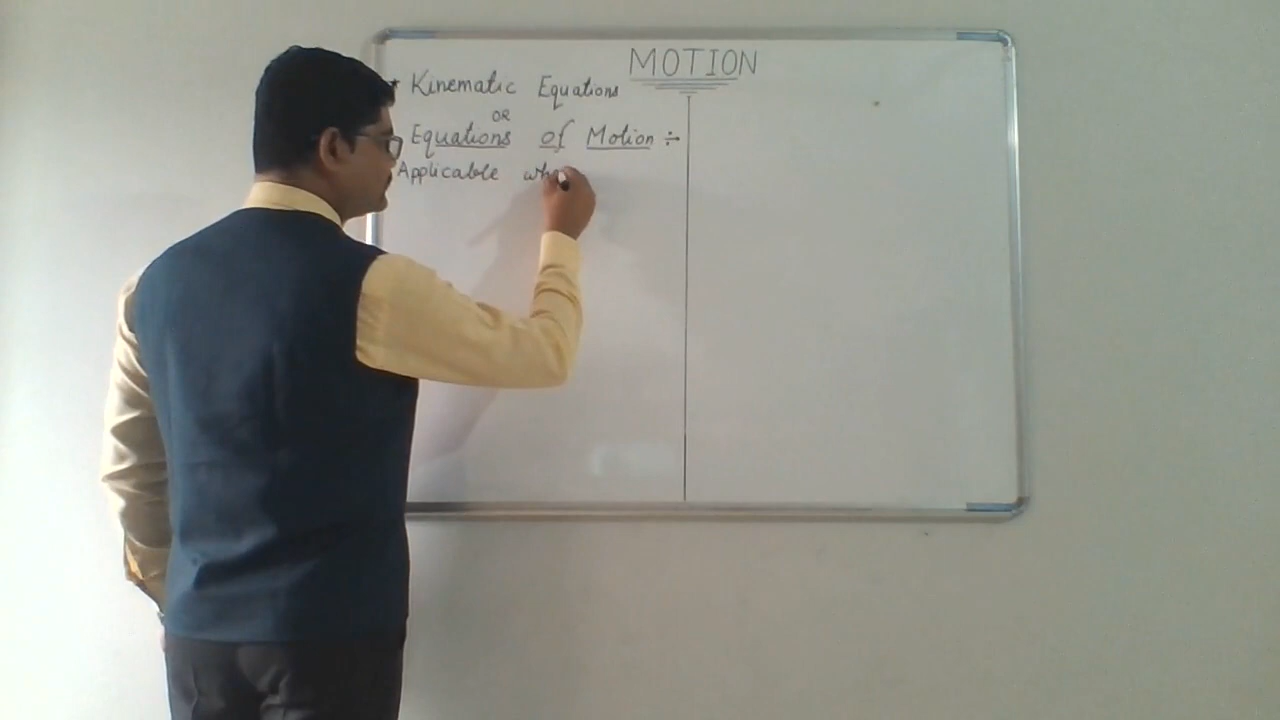 MOTION
* Kinematic Equations
OR
Equations of Motion ÷
Applicable